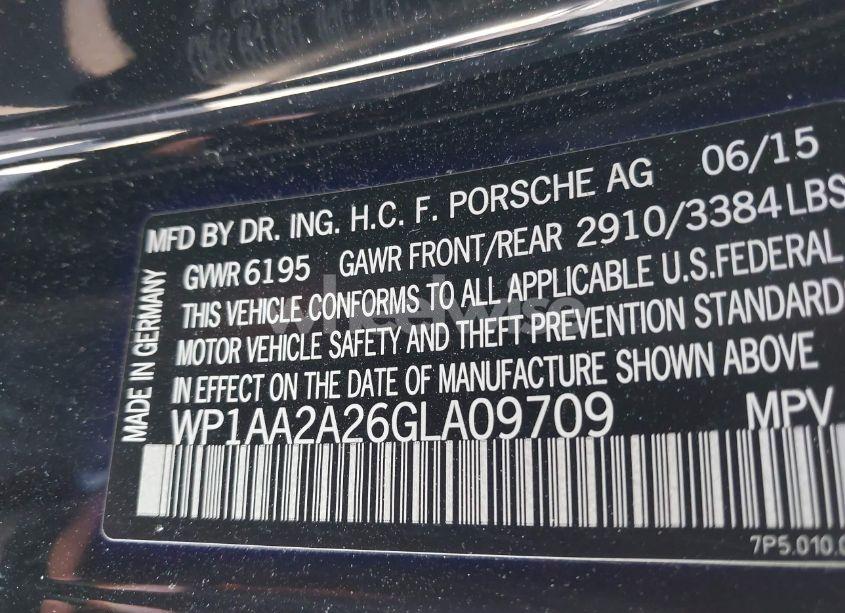 MFD BY DR. ING. H.C. F. PORSCHE AG 06/15
GVWR 6195 GAWR FRONT/REAR 2910/3384 LBS
THIS VEHICLE CONFORMS TO ALL APPLICABLE U.S.FEDERAL
MOTOR VEHICLE SAFETY AND THEFT PREVENTION STANDARDS
IN EFFECT ON THE DATE OF MANUFACTURE SHOWN ABOVE
WP1AA2A26GLA09709 MPV
MADE IN GERMANY
7P5.010.
wheelwise